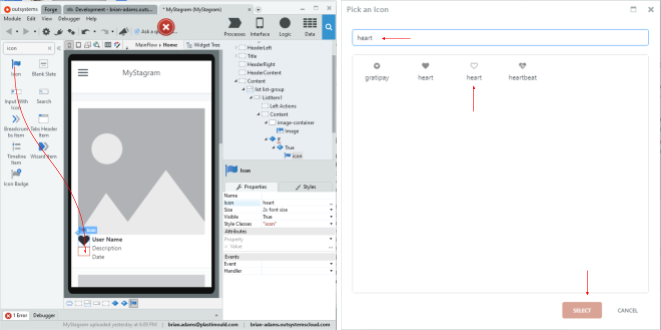 outsystems
Forge
Development - brian-adams.outs...
* MyStagram (MyStagram)
Module Edit View Debugger Help
Processes
Interface
Logic
Data
Ask a
icon
MainFlow ▸ Home
Widget Tree
Icon
Blank Slate
Input With Icon
Search
Breadcrumbs Item
Tabs Header Item
Timeline Item
Wizard Item
Icon Badge
MyStagram
Icon
User Name
Description
Date
HeaderLeft
Title
HeaderRight
HeaderContent
Content
list-list-group
ListItem1
Left Actions
Content
image-container
Image
If
True
Icon
Icon
Properties
Styles
Name
Icon heart
Size 2x font size
Visible True
Style Classes "icon"
Attributes
Property
= Value
Events
Event
Handler
1 Error
Debugger
MyStagram uploaded yesterday at 6:09 PM
brian.adams@plasticmould.com
brian-adams.outsystemscloud.com
Pick an Icon
heart
gratipay
heart
heart
heartbeat
SELECT
CANCEL